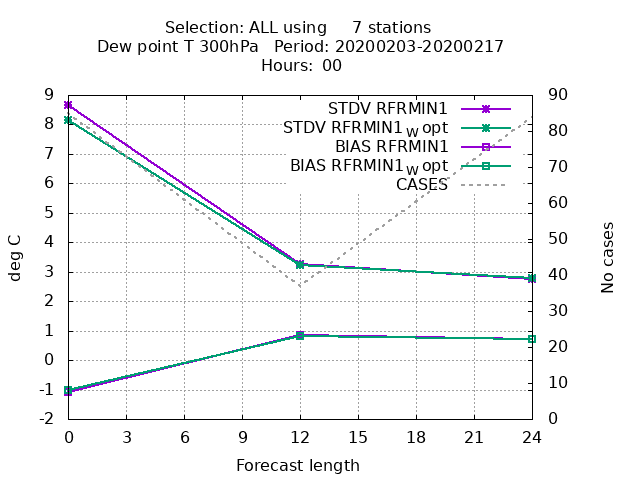 Selection: ALL using     7 stations
Dew point T 300hPa   Period: 20200203-20200217
Hours: 00
STDV RFRMIN1
STDV RFRMIN1w opt
BIAS RFRMIN1
BIAS RFRMIN1w opt
CASES
deg C
9
8
7
6
5
4
3
2
1
0
-1
-2
No cases
90
80
70
60
50
40
30
20
10
0
0 3 6 9 12 15 18 21 24
Forecast length